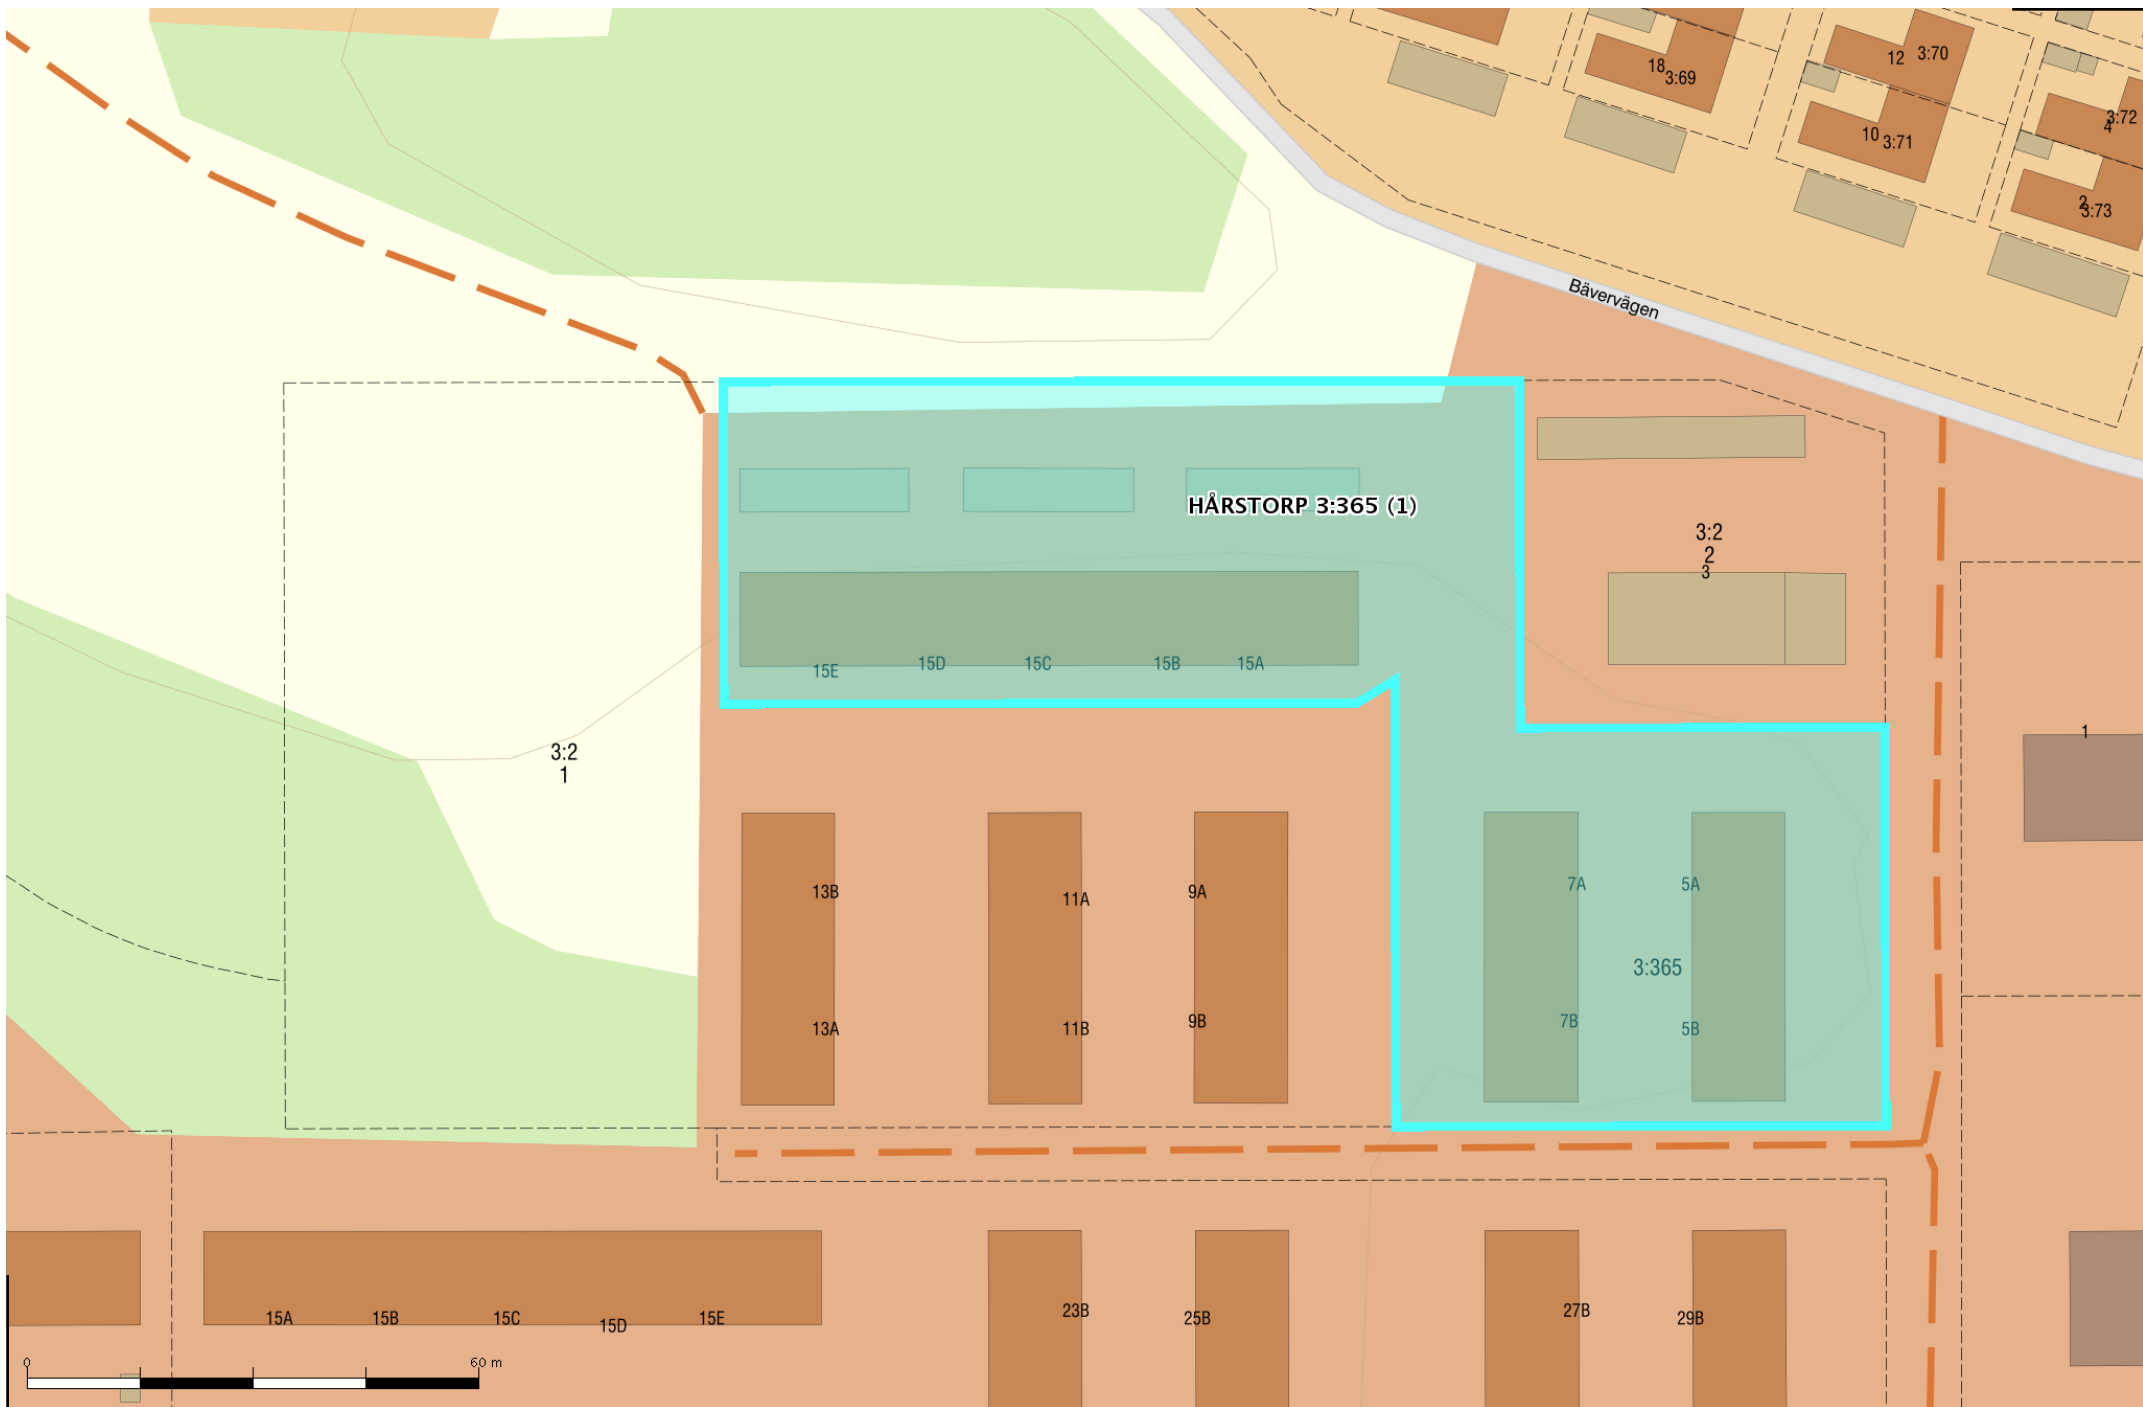 12
3:70
18
3:69
3:72
4
10
3:71
2
3:73
Bävervägen
HÅRSTORP 3:365 (1)
3:2
2
3
15E
15D
15C
15B
15A
1
3:2
1
13B
11A
9A
7A
5A
3:365
13A
11B
9B
7B
5B
15A
15B
15C
15D
15E
23B
25B
27B
29B
0
60 m